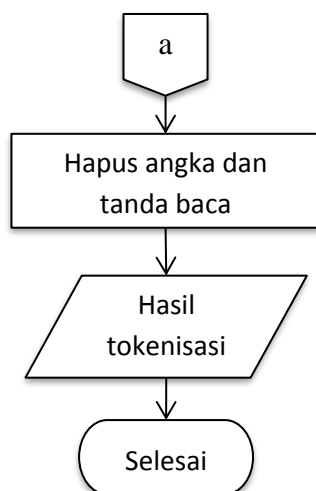 a
Hapus angka dan
tanda baca
Hasil
tokenisasi
Selesai